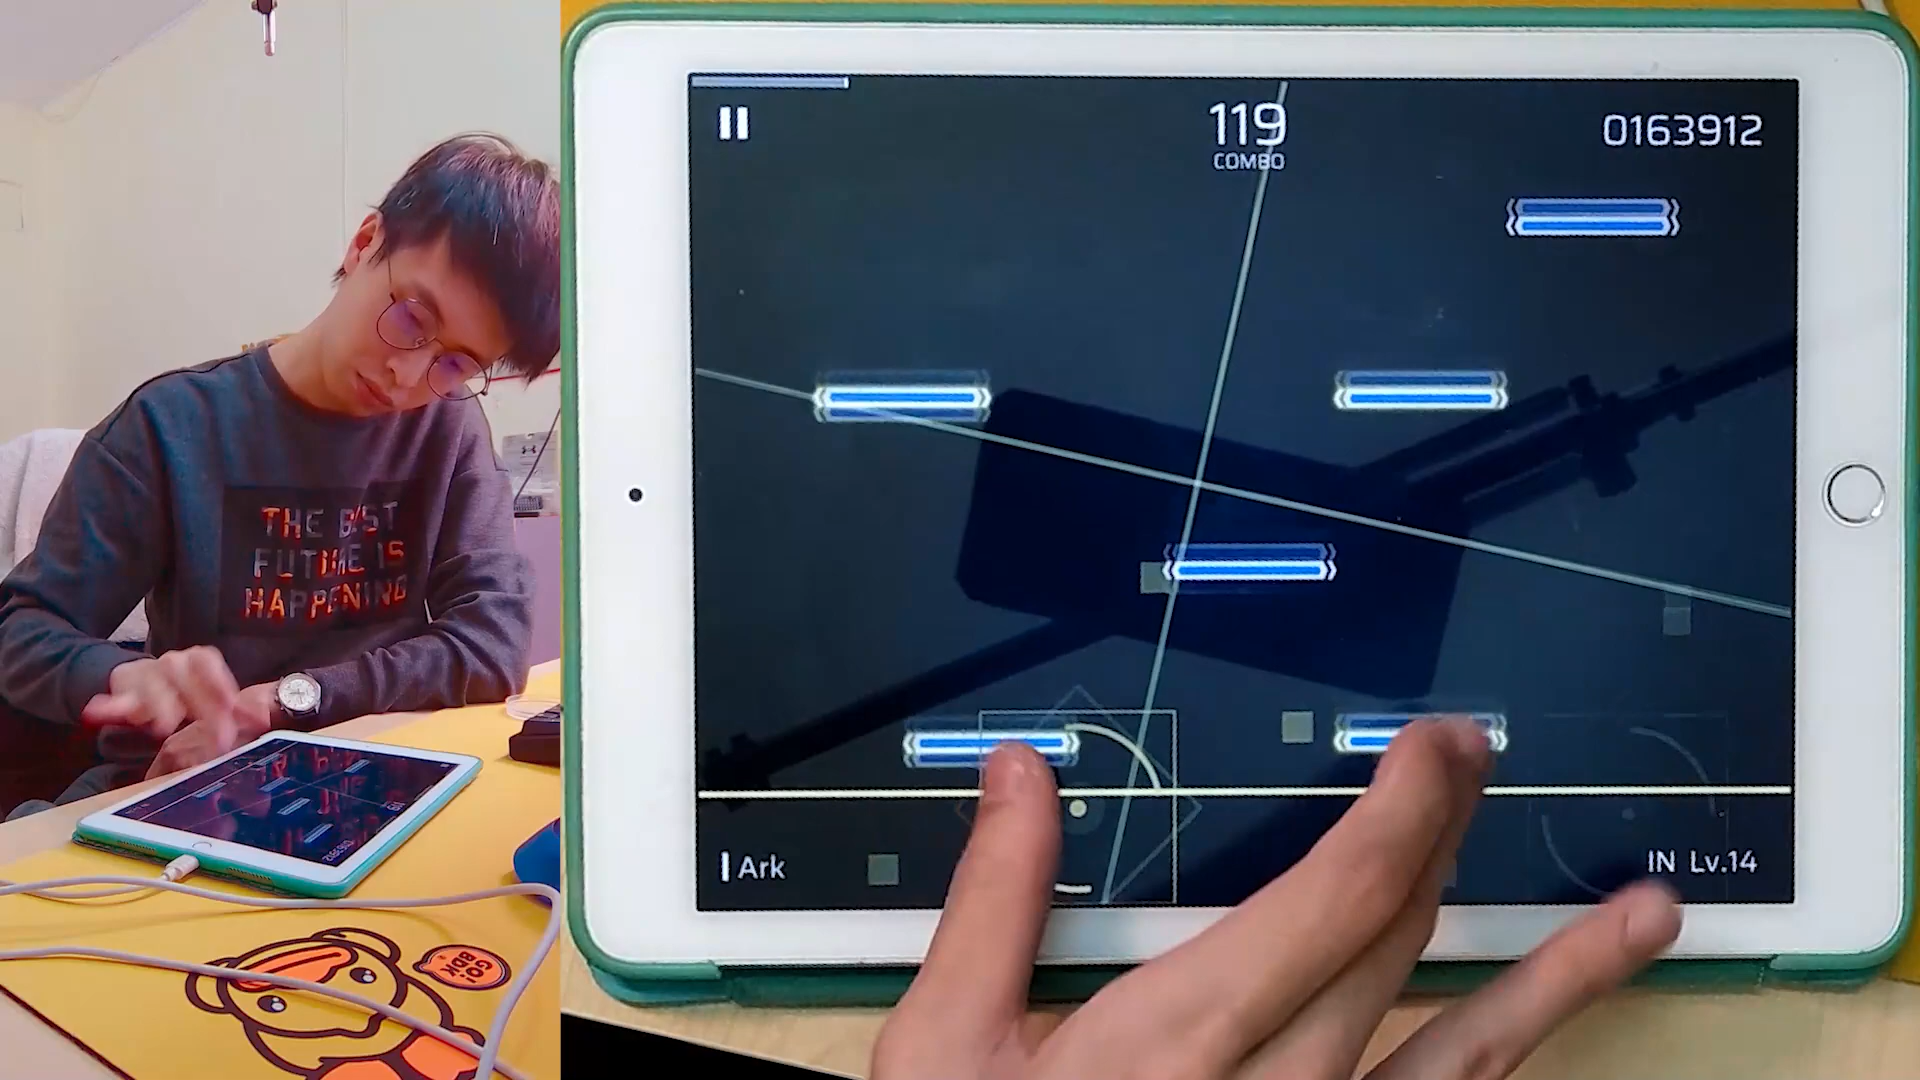 119
COMBO
0163912
Ark
IN Lv.14
THE BEST
FUTURE IS
HAPPENING
GO!
BDK